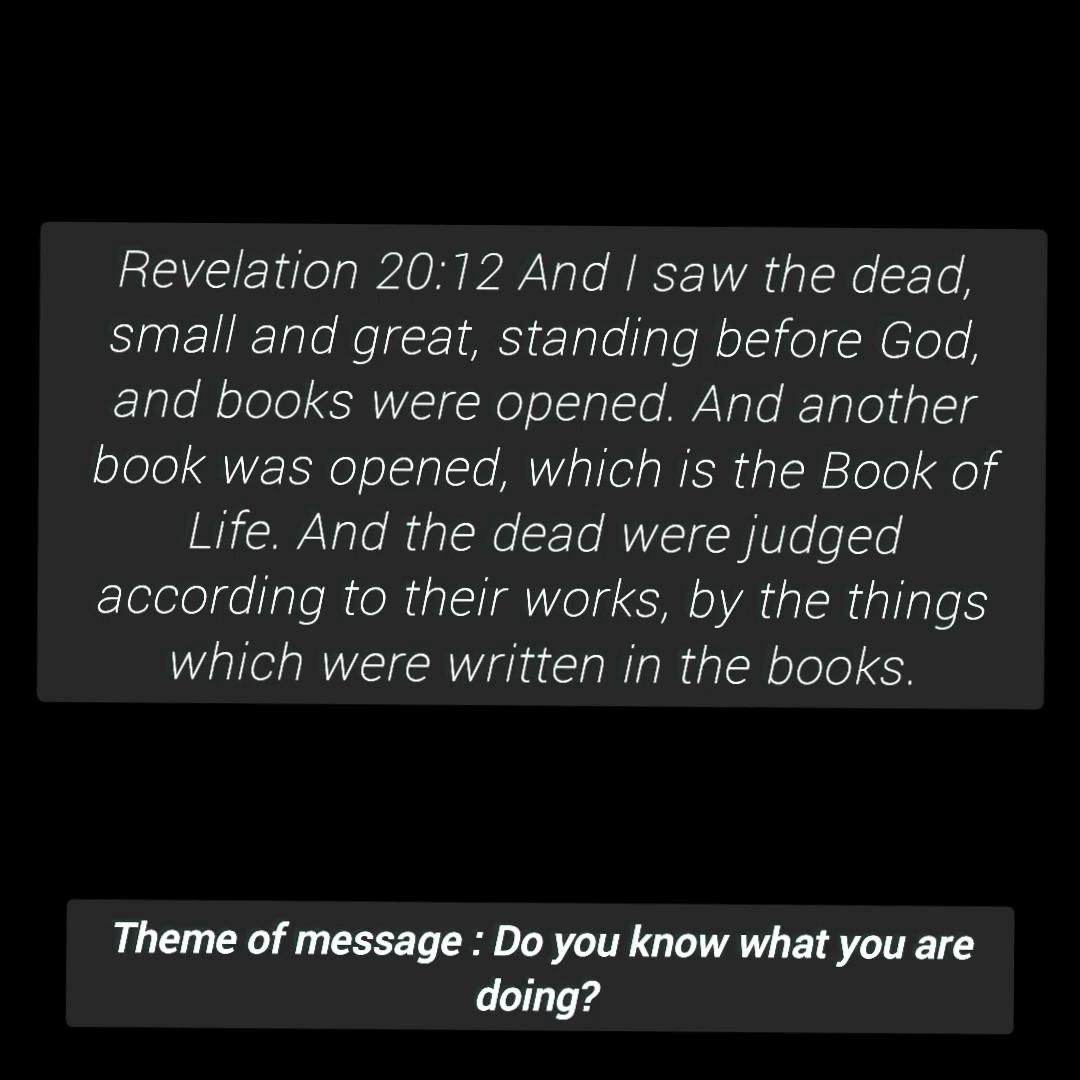 Revelation 20:12 And I saw the dead,
small and great, standing before God,
and books were opened. And another
book was opened, which is the Book of
Life. And the dead were judged
according to their works, by the things
which were written in the books.
Theme of message : Do you know what you are
doing?